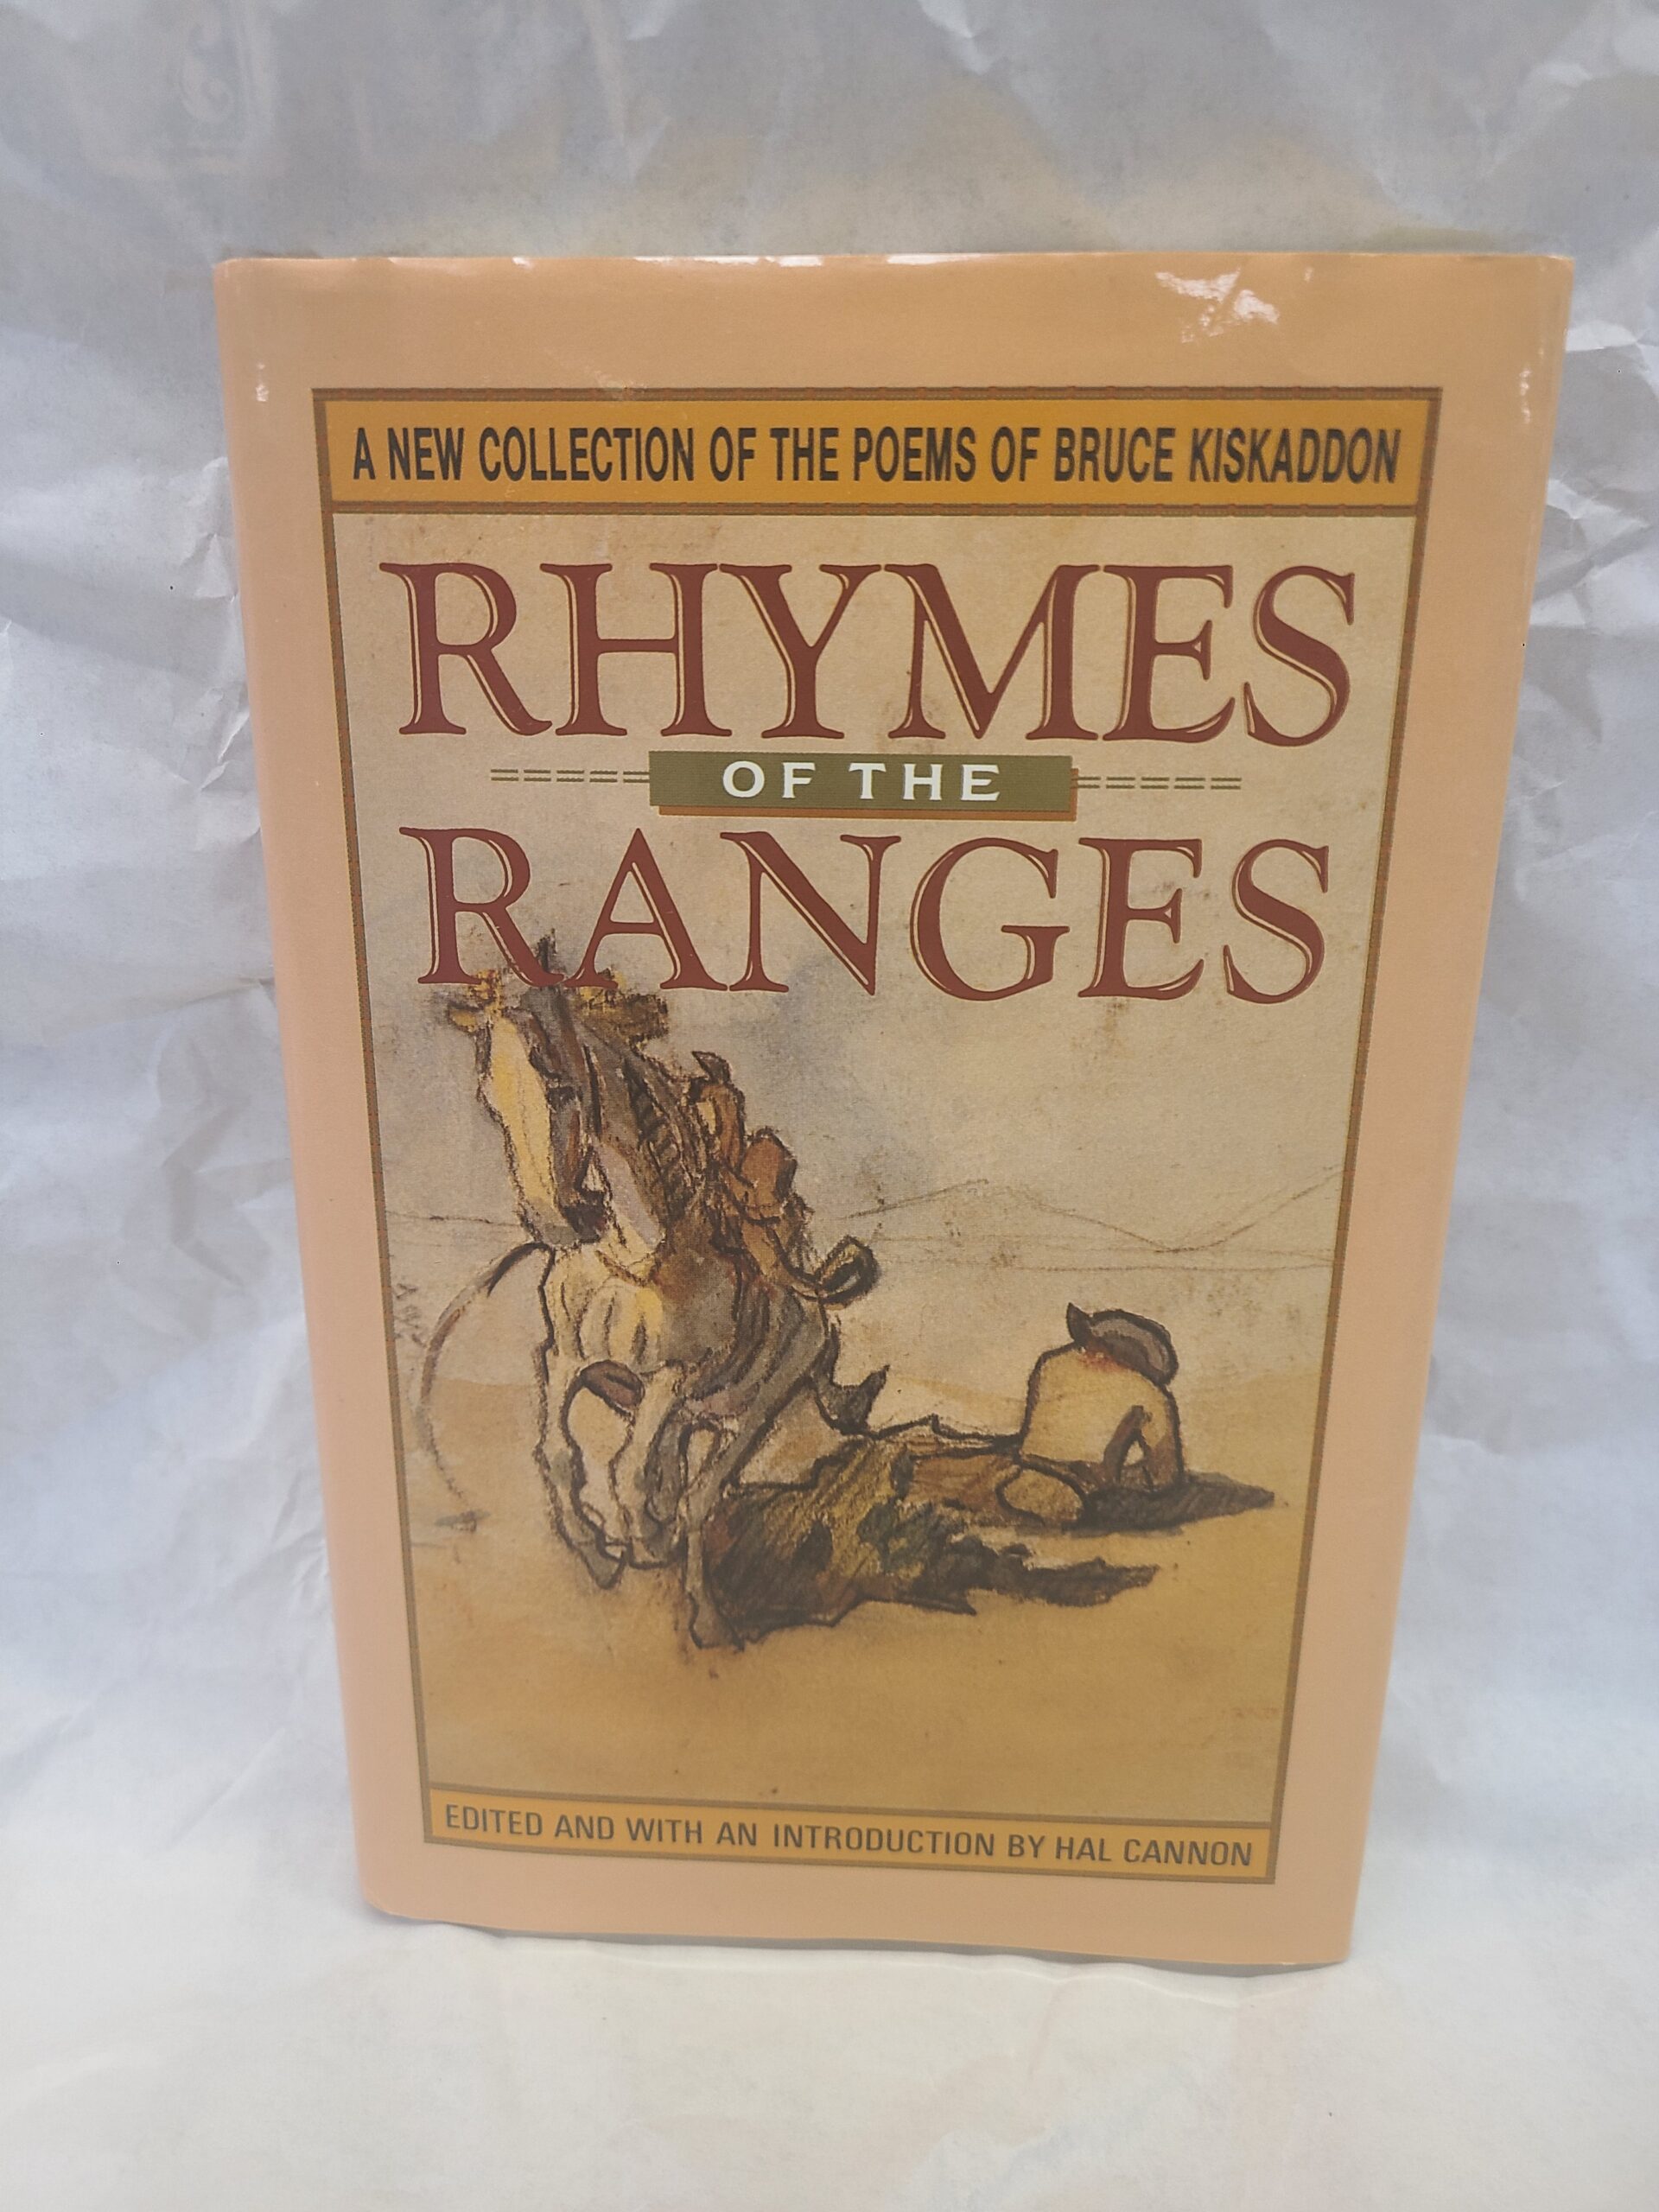 A NEW COLLECTION OF THE POEMS OF BRUCE KISKADDON
RHYMES
OF THE
RANGES
EDITED AND WITH AN INTRODUCTION BY HAL CANNON